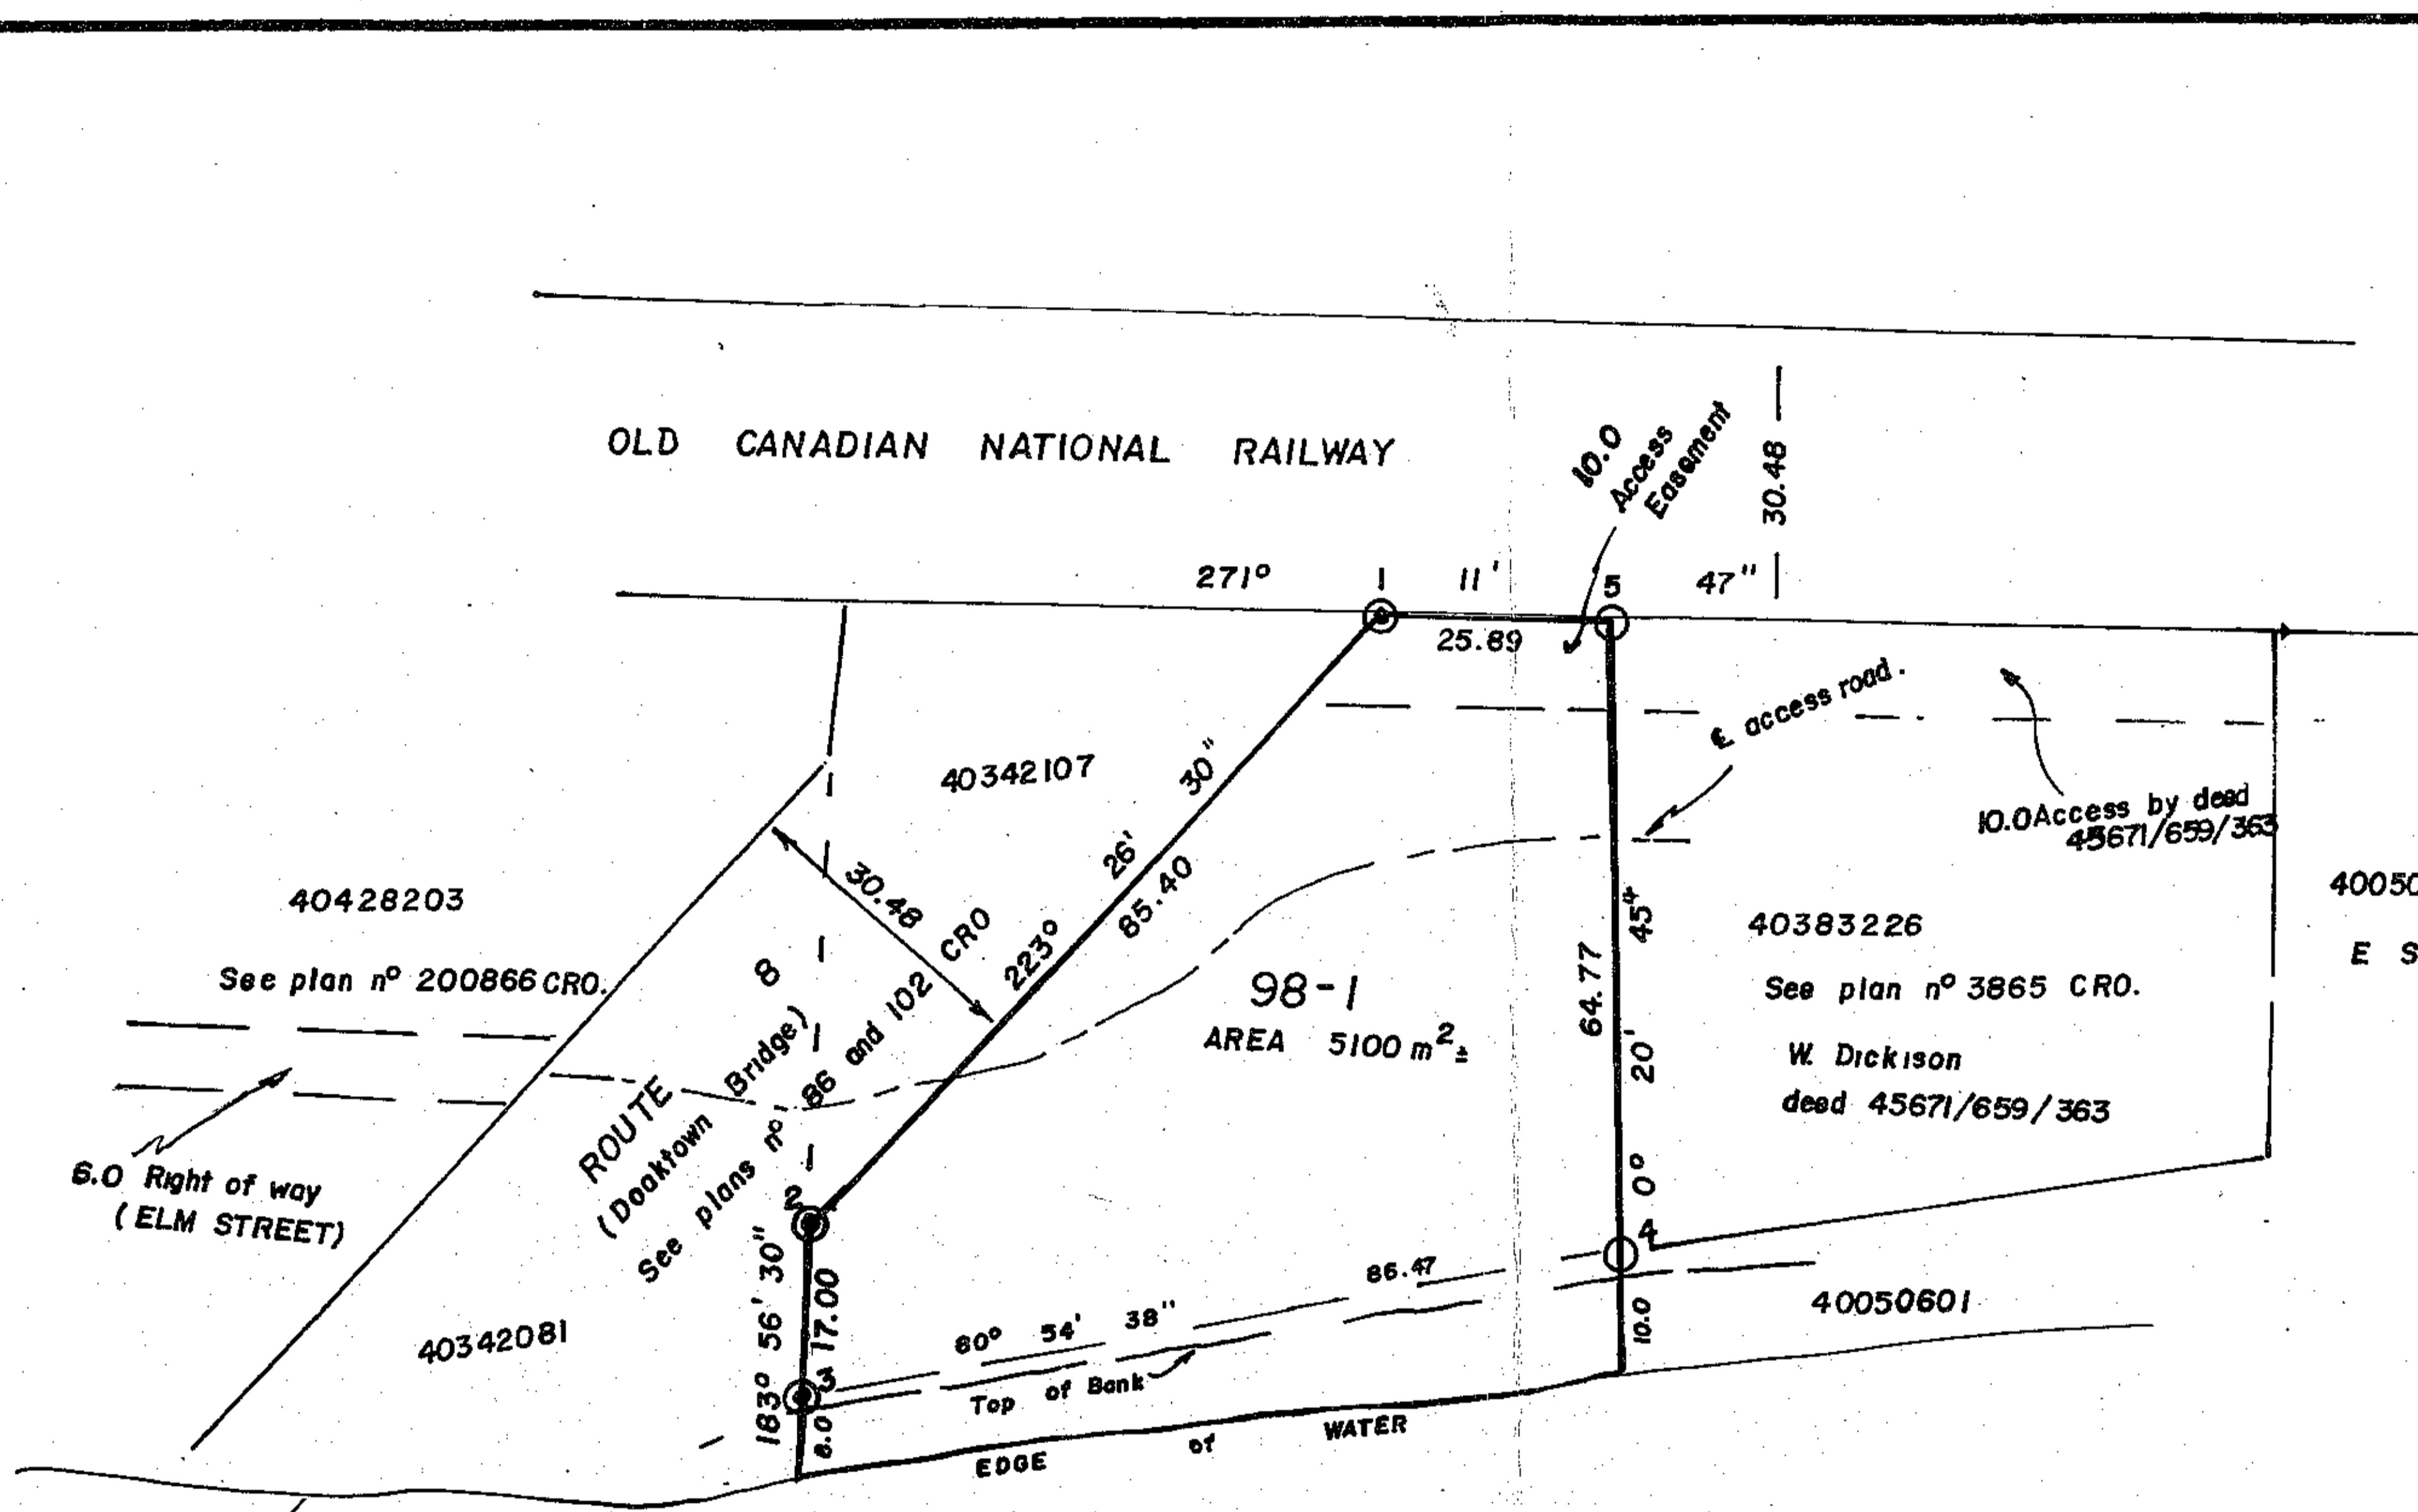 OLD CANADIAN NATIONAL RAILWAY
10.0
Access
Easement
30.48
271° 11' 47"
1
5
25.89
℄ access road.
40342107
223° 26' 30"
85.40
10.0 Access by deed
45671/659/363
30.48
40428203
See plan nº 200866 CRO.
ROUTE 8
(Doaktown Bridge)
See plans nº 86 and 102 CRO
98-1
AREA 5100 m² ±
64.77
0° 20' 45"
40383226
See plan nº 3865 CRO.
W. Dickison
deed 45671/659/363
40050
E S
6.0 Right of way
(ELM STREET)
2
183° 56' 30"
17.00
3
8.0
40342081
80° 54' 38"
86.47
4
10.0
40050601
Top of Bank
EDGE of WATER